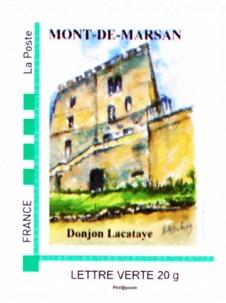 La Poste
MONT-DE-MARSAN
FRANCE
Donjon Lacataye
LETTRE VERTE 20 g
Phil@poste